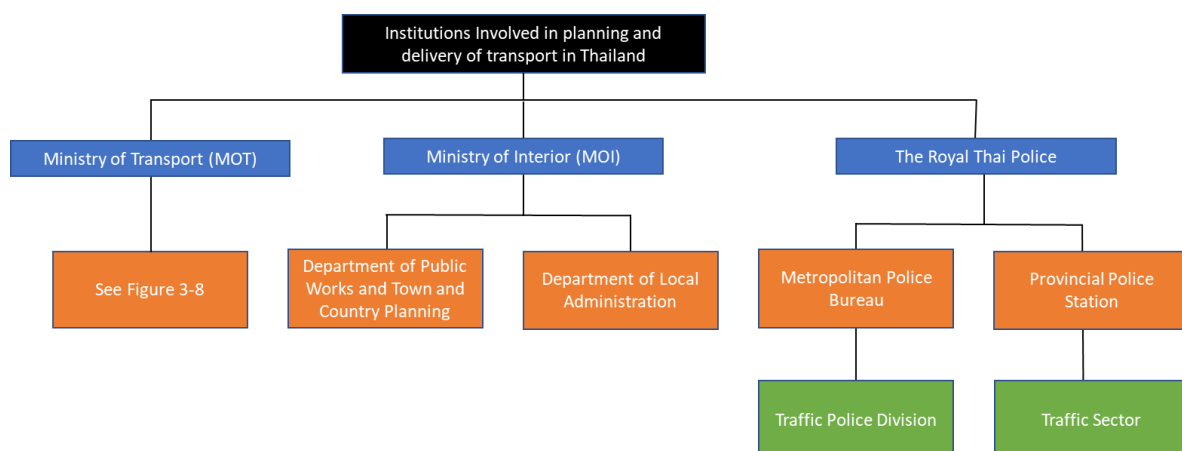 Institutions Involved in planning and
delivery of transport in Thailand
Ministry of Transport (MOT)
Ministry of Interior (MOI)
The Royal Thai Police
See Figure 3-8
Department of Public
Works and Town and
Country Planning
Department of Local
Administration
Metropolitan Police
Bureau
Provincial Police
Station
Traffic Police Division
Traffic Sector